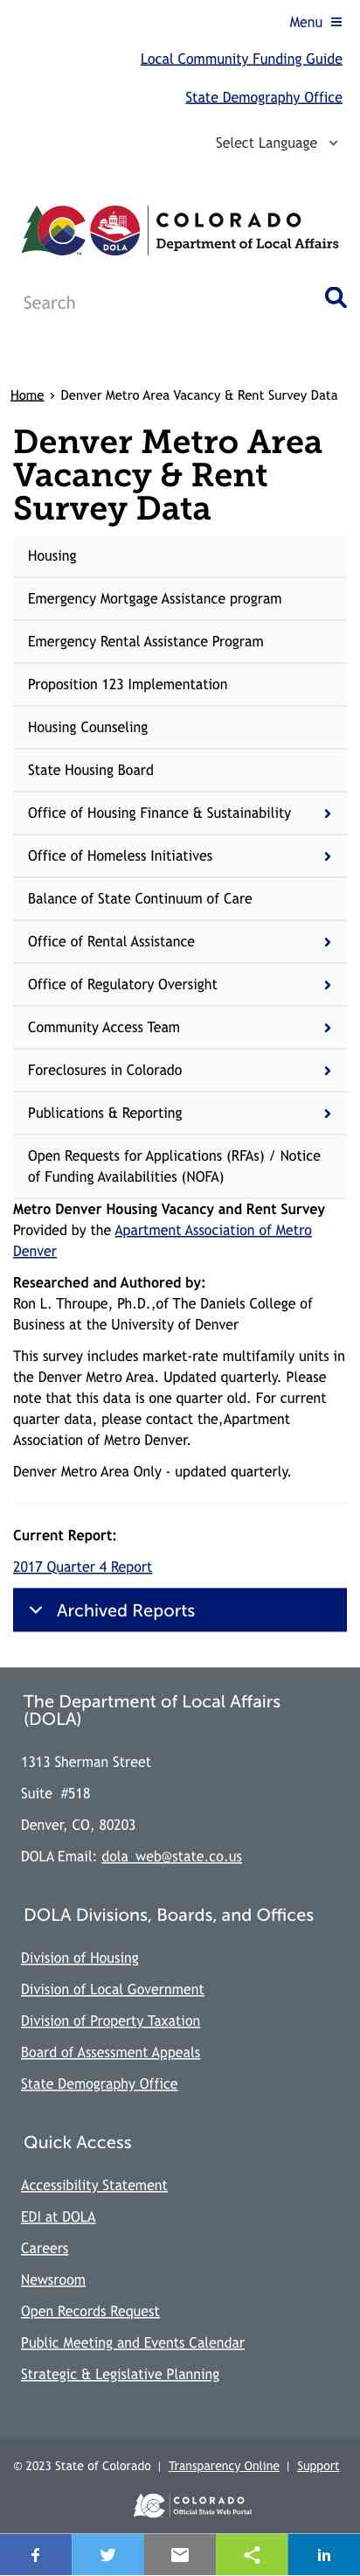 Menu
Local Community Funding Guide
State Demography Office
Select Language
COLORADO
Department of Local Affairs
DOLA
TM
Search
Home › Denver Metro Area Vacancy & Rent Survey Data
Denver Metro Area
Vacancy & Rent
Survey Data
Housing
Emergency Mortgage Assistance program
Emergency Rental Assistance Program
Proposition 123 Implementation
Housing Counseling
State Housing Board
Office of Housing Finance & Sustainability
Office of Homeless Initiatives
Balance of State Continuum of Care
Office of Rental Assistance
Office of Regulatory Oversight
Community Access Team
Foreclosures in Colorado
Publications & Reporting
Open Requests for Applications (RFAs) / Notice
of Funding Availabilities (NOFA)
Metro Denver Housing Vacancy and Rent Survey
Provided by the Apartment Association of Metro
Denver
Researched and Authored by:
Ron L. Throupe, Ph.D.,of The Daniels College of
Business at the University of Denver
This survey includes market-rate multifamily units in
the Denver Metro Area. Updated quarterly. Please
note that this data is one quarter old. For current
quarter data, please contact the,Apartment
Association of Metro Denver.
Denver Metro Area Only - updated quarterly.
Current Report:
2017 Quarter 4 Report
Archived Reports
The Department of Local Affairs
(DOLA)
1313 Sherman Street
Suite #518
Denver, CO, 80203
DOLA Email: dola_web@state.co.us
DOLA Divisions, Boards, and Offices
Division of Housing
Division of Local Government
Division of Property Taxation
Board of Assessment Appeals
State Demography Office
Quick Access
Accessibility Statement
EDI at DOLA
Careers
Newsroom
Open Records Request
Public Meeting and Events Calendar
Strategic & Legislative Planning
© 2023 State of Colorado | Transparency Online | Support
COLORADO
Official State Web Portal